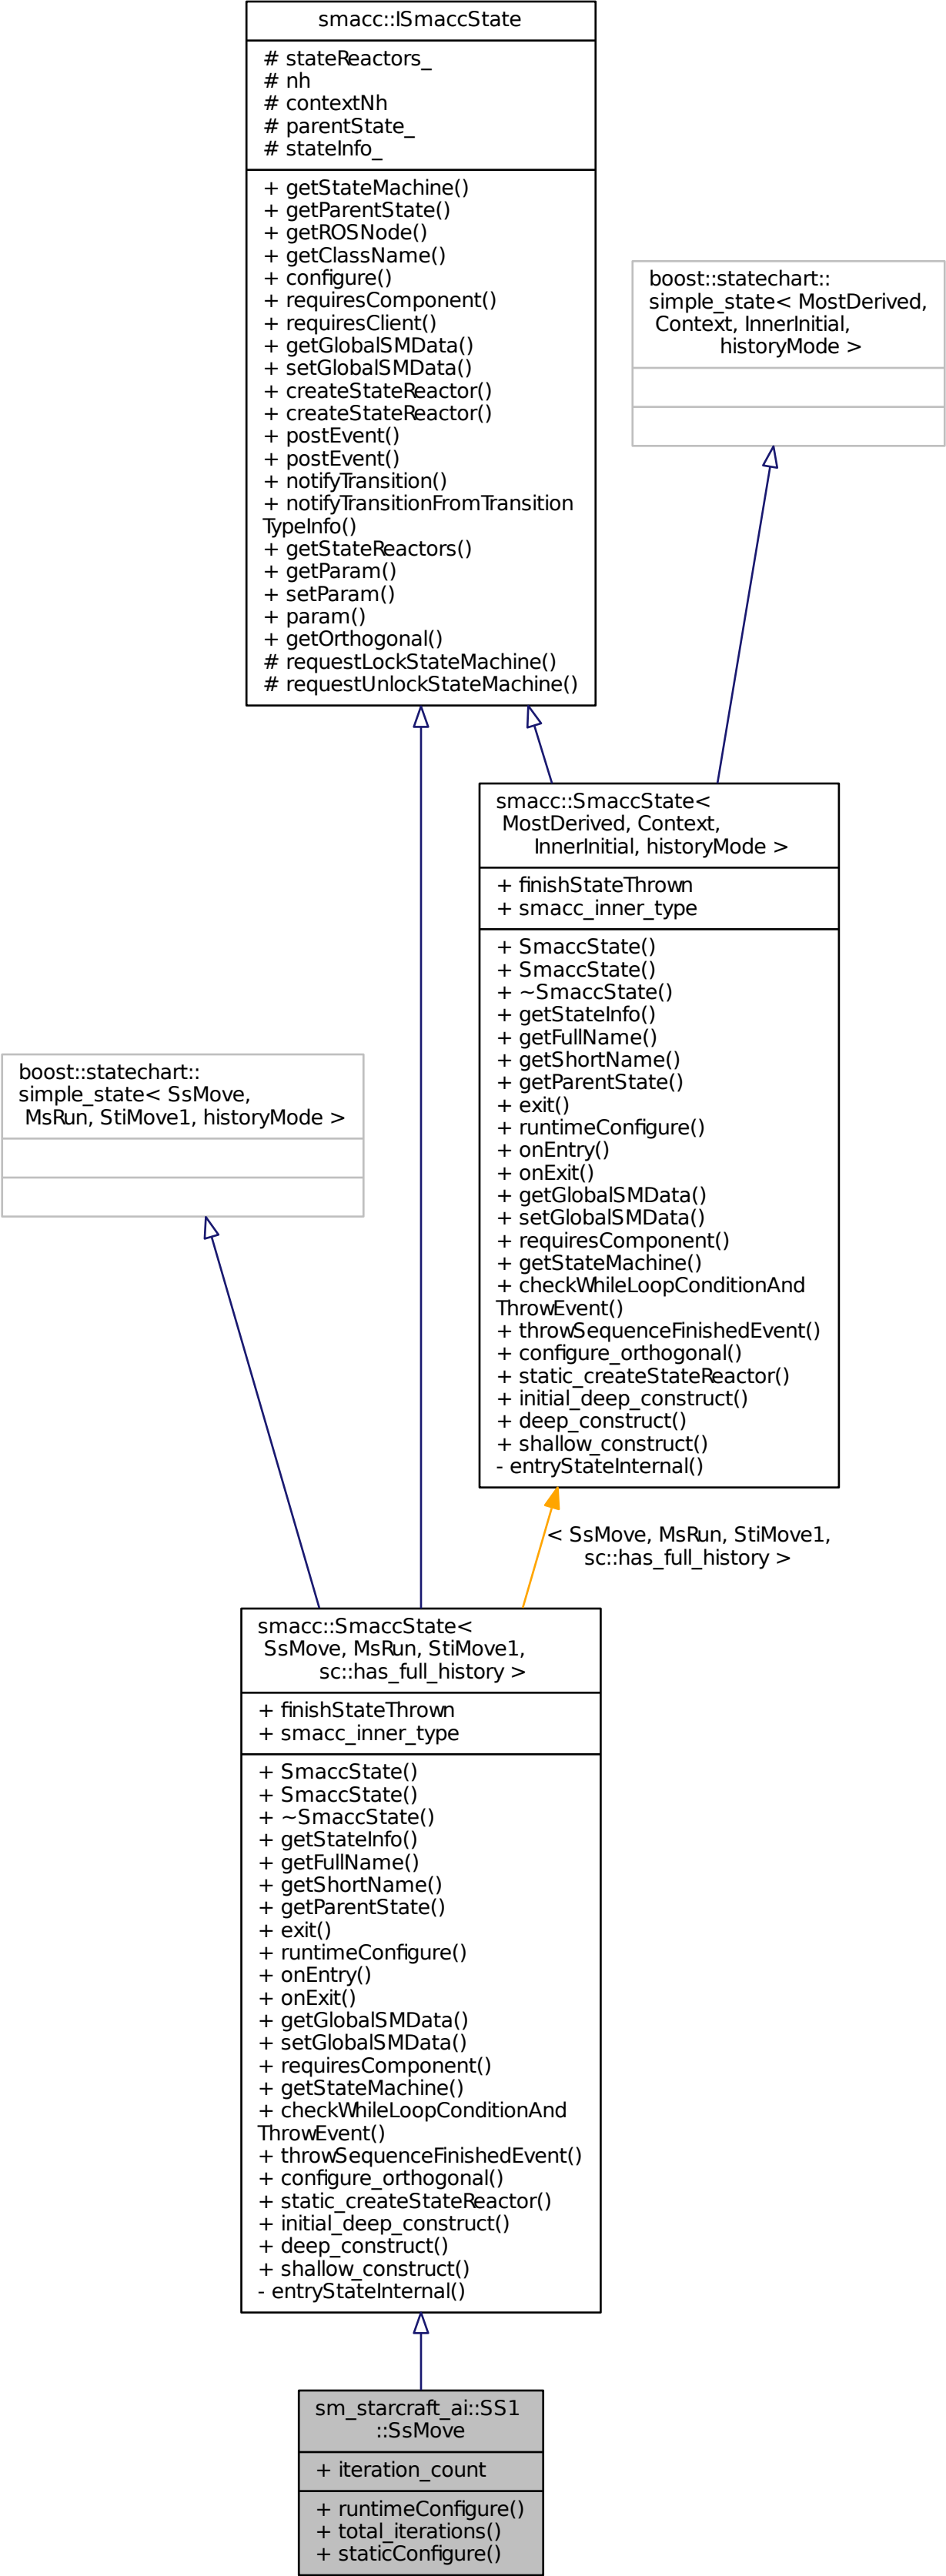 smacc::ISmaccState
# stateReactors_
# nh
# contextNh
# parentState_
# stateInfo_
+ getStateMachine()
+ getParentState()
+ getROSNode()
+ getClassName()
+ configure()
+ requiresComponent()
+ requiresClient()
+ getGlobalSMData()
+ setGlobalSMData()
+ createStateReactor()
+ createStateReactor()
+ postEvent()
+ postEvent()
+ notifyTransition()
+ notifyTransitionFromTransition
TypeInfo()
+ getStateReactors()
+ getParam()
+ setParam()
+ param()
+ getOrthogonal()
# requestLockStateMachine()
# requestUnlockStateMachine()
boost::statechart::
simple_state< MostDerived,
Context, InnerInitial,
historyMode >
smacc::SmaccState<
MostDerived, Context,
InnerInitial, historyMode >
+ finishStateThrown
+ smacc_inner_type
+ SmaccState()
+ SmaccState()
+ ~SmaccState()
+ getStateInfo()
+ getFullName()
+ getShortName()
+ getParentState()
+ exit()
+ runtimeConfigure()
+ onEntry()
+ onExit()
+ getGlobalSMData()
+ setGlobalSMData()
+ requiresComponent()
+ getStateMachine()
+ checkWhileLoopConditionAnd
ThrowEvent()
+ throwSequenceFinishedEvent()
+ configure_orthogonal()
+ static_createStateReactor()
+ initial_deep_construct()
+ deep_construct()
+ shallow_construct()
- entryStateInternal()
boost::statechart::
simple_state< SsMove,
MsRun, StiMove1, historyMode >
< SsMove, MsRun, StiMove1,
sc::has_full_history >
smacc::SmaccState<
SsMove, MsRun, StiMove1,
sc::has_full_history >
+ finishStateThrown
+ smacc_inner_type
+ SmaccState()
+ SmaccState()
+ ~SmaccState()
+ getStateInfo()
+ getFullName()
+ getShortName()
+ getParentState()
+ exit()
+ runtimeConfigure()
+ onEntry()
+ onExit()
+ getGlobalSMData()
+ setGlobalSMData()
+ requiresComponent()
+ getStateMachine()
+ checkWhileLoopConditionAnd
ThrowEvent()
+ throwSequenceFinishedEvent()
+ configure_orthogonal()
+ static_createStateReactor()
+ initial_deep_construct()
+ deep_construct()
+ shallow_construct()
- entryStateInternal()
sm_starcraft_ai::SS1
::SsMove
+ iteration_count
+ runtimeConfigure()
+ total_iterations()
+ staticConfigure()